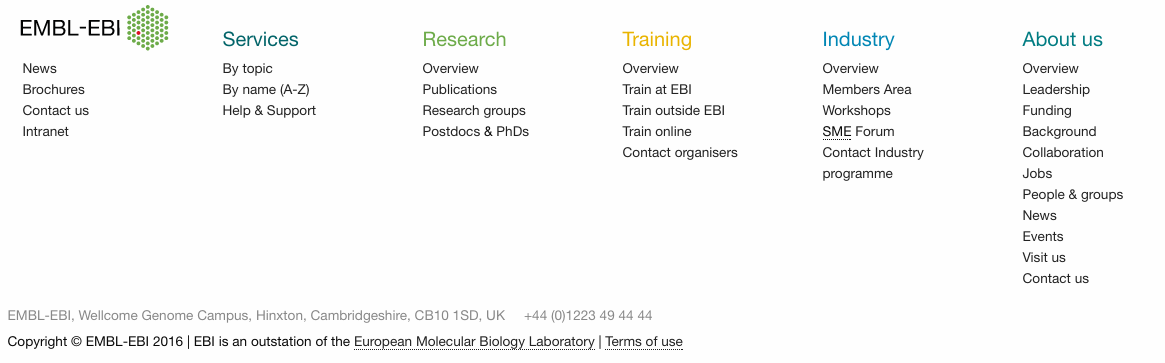 EMBL-EBI
News
Brochures
Contact us
Intranet
Services
By topic
By name (A-Z)
Help & Support
Research
Overview
Publications
Research groups
Postdocs & PhDs
Training
Overview
Train at EBI
Train outside EBI
Train online
Contact organisers
Industry
Overview
Members Area
Workshops
SME Forum
Contact Industry
programme
About us
Overview
Leadership
Funding
Background
Collaboration
Jobs
People & groups
News
Events
Visit us
Contact us
EMBL-EBI, Wellcome Genome Campus, Hinxton, Cambridgeshire, CB10 1SD, UK +44 (0)1223 49 44 44
Copyright © EMBL-EBI 2016 | EBI is an outstation of the European Molecular Biology Laboratory | Terms of use